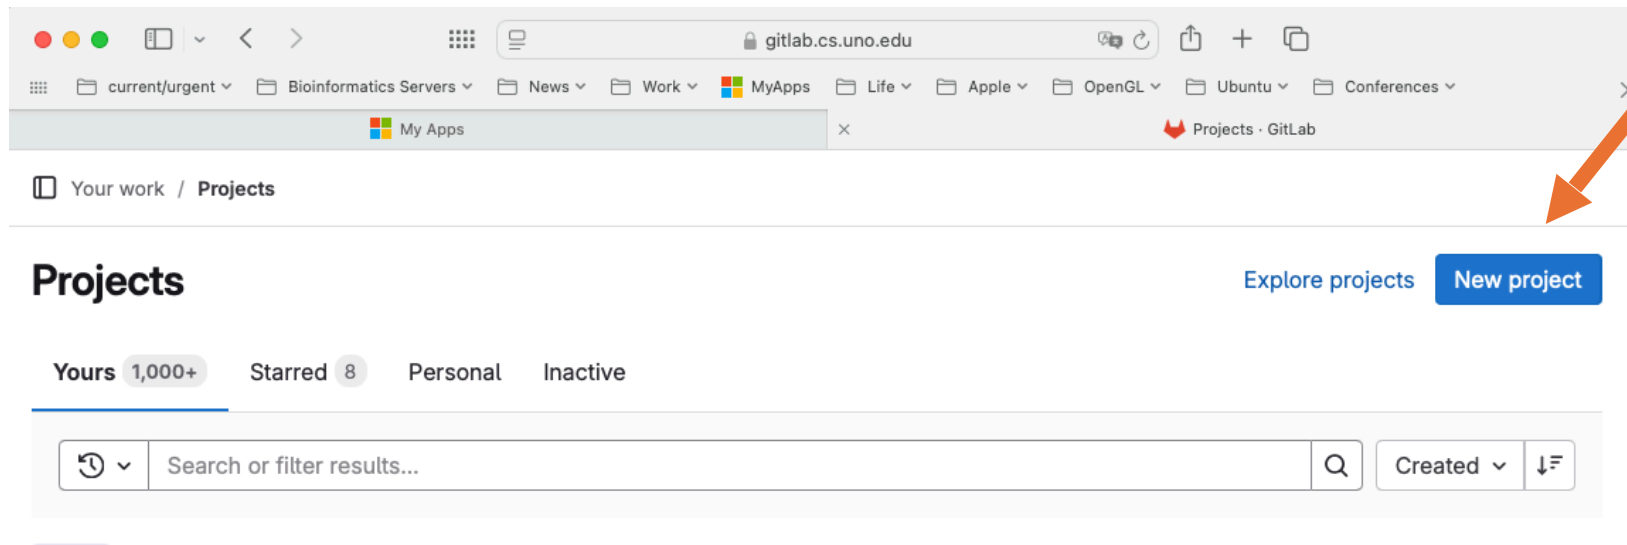 gitlab.cs.uno.edu
current/urgent Bioinformatics Servers News Work MyApps Life Apple OpenGL Ubuntu Conferences
My Apps Projects · GitLab
Your work / Projects
Projects Explore projects New project
Yours 1,000+ Starred 8 Personal Inactive
Search or filter results... Created